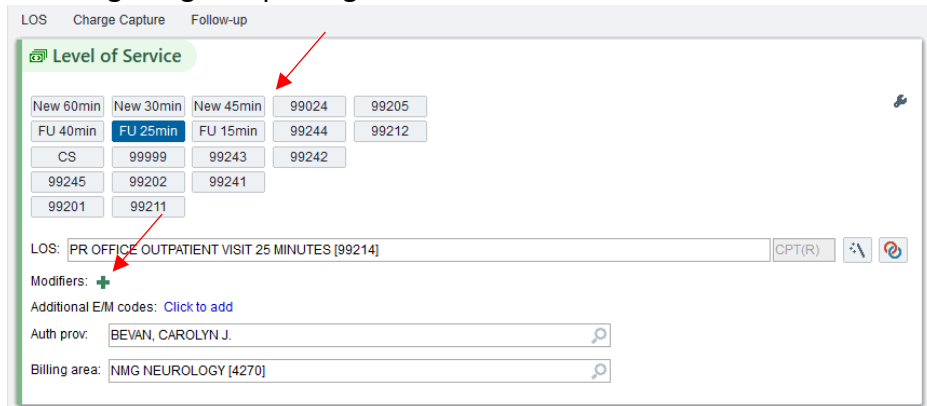 LOS Charge Capture Follow-up
Level of Service
New 60min New 30min New 45min 99024 99205
FU 40min FU 25min FU 15min 99244 99212
CS 99999 99243 99242
99245 99202 99241
99201 99211
LOS: PR OFFICE OUTPATIENT VISIT 25 MINUTES [99214] CPT(R)
Modifiers:
Additional E/M codes: Click to add
Auth prov: BEVAN, CAROLYN J.
Billing area: NMG NEUROLOGY [4270]